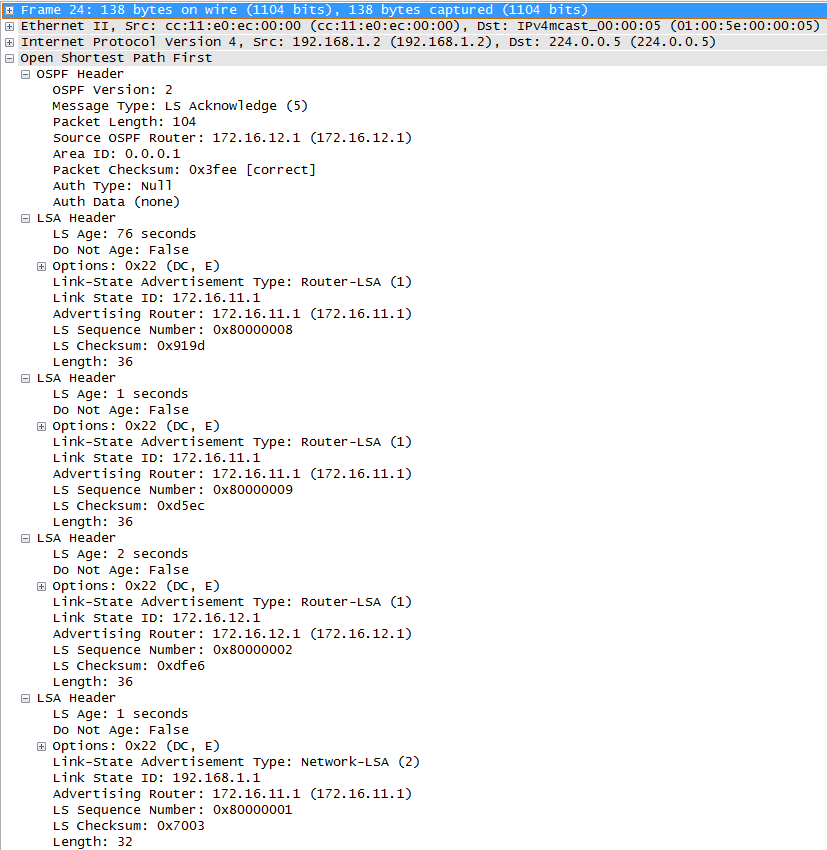 Frame 24: 138 bytes on wire (1104 bits), 138 bytes captured (1104 bits)
Ethernet II, Src: cc:11:e0:ec:00:00 (cc:11:e0:ec:00:00), Dst: IPv4mcast_00:00:05 (01:00:5e:00:00:05)
Internet Protocol Version 4, Src: 192.168.1.2 (192.168.1.2), Dst: 224.0.0.5 (224.0.0.5)
Open Shortest Path First
OSPF Header
OSPF Version: 2
Message Type: LS Acknowledge (5)
Packet Length: 104
Source OSPF Router: 172.16.12.1 (172.16.12.1)
Area ID: 0.0.0.1
Packet Checksum: 0x3fee [correct]
Auth Type: Null
Auth Data (none)
LSA Header
LS Age: 76 seconds
Do Not Age: False
Options: 0x22 (DC, E)
Link-State Advertisement Type: Router-LSA (1)
Link State ID: 172.16.11.1
Advertising Router: 172.16.11.1 (172.16.11.1)
LS Sequence Number: 0x80000008
LS Checksum: 0x919d
Length: 36
LSA Header
LS Age: 1 seconds
Do Not Age: False
Options: 0x22 (DC, E)
Link-State Advertisement Type: Router-LSA (1)
Link State ID: 172.16.11.1
Advertising Router: 172.16.11.1 (172.16.11.1)
LS Sequence Number: 0x80000009
LS Checksum: 0xd5ec
Length: 36
LSA Header
LS Age: 2 seconds
Do Not Age: False
Options: 0x22 (DC, E)
Link-State Advertisement Type: Router-LSA (1)
Link State ID: 172.16.12.1
Advertising Router: 172.16.12.1 (172.16.12.1)
LS Sequence Number: 0x80000002
LS Checksum: 0xdfe6
Length: 36
LSA Header
LS Age: 1 seconds
Do Not Age: False
Options: 0x22 (DC, E)
Link-State Advertisement Type: Network-LSA (2)
Link State ID: 192.168.1.1
Advertising Router: 172.16.11.1 (172.16.11.1)
LS Sequence Number: 0x80000001
LS Checksum: 0x7003
Length: 32